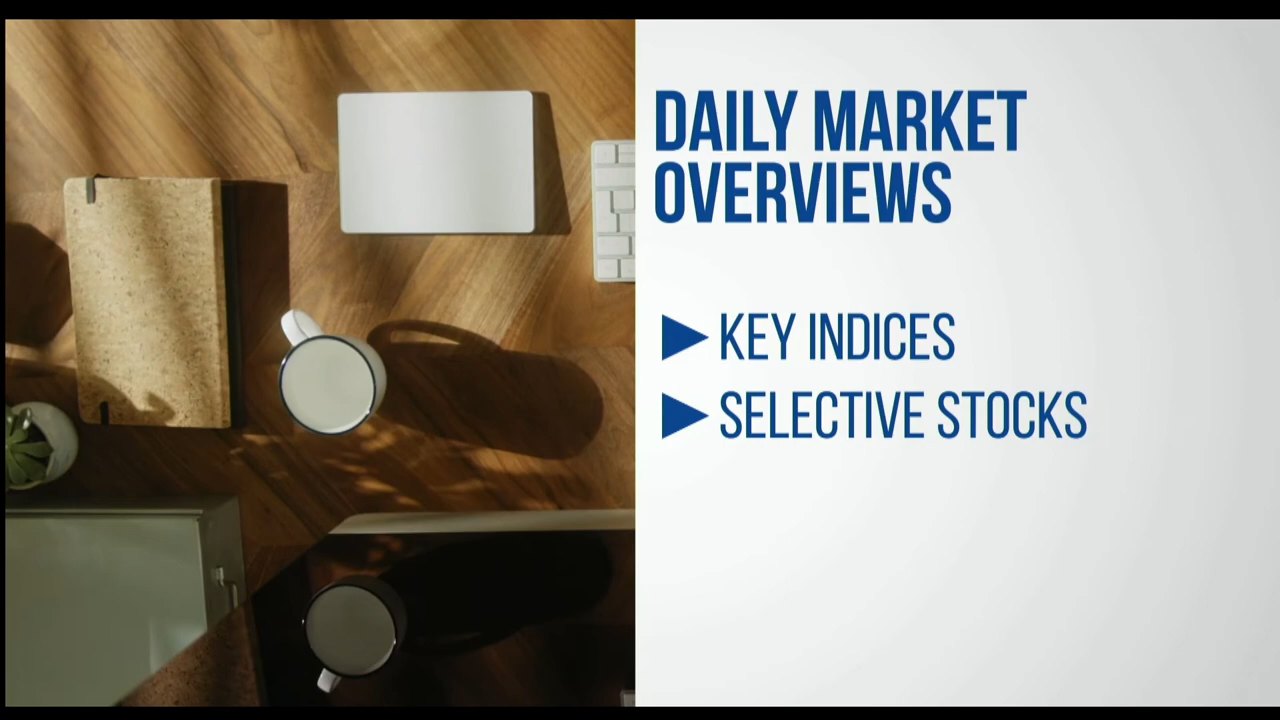 DAILY MARKET
OVERVIEWS
▶ KEY INDICES
▶ SELECTIVE STOCKS